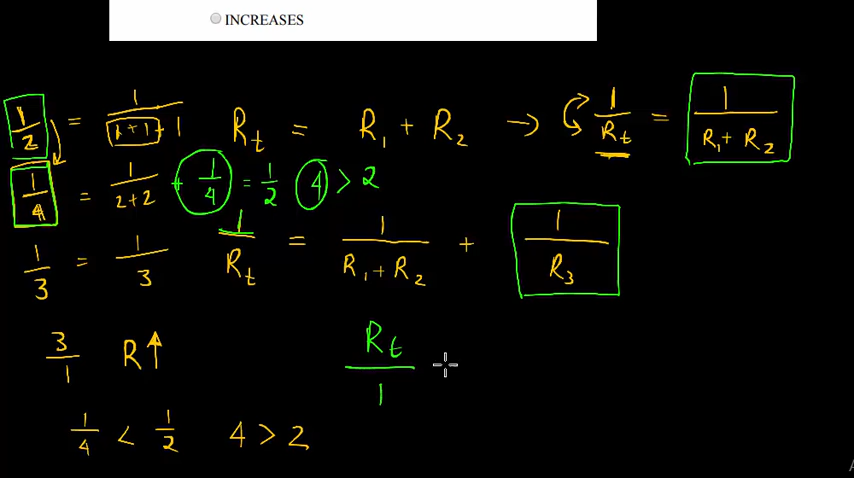 INCREASES
1/2 = 1/(1+1) - 1 Rt = R1 + R2 → 1/Rt = 1/(R1 + R2)
1/4 = 1/(2+2) + 1/4 = 1/2 4 > 2
1/3 = 1/3 1/Rt = 1/(R1 + R2) + 1/R3
3/1 R↑ Rt/1
1/4 < 1/2 4 > 2